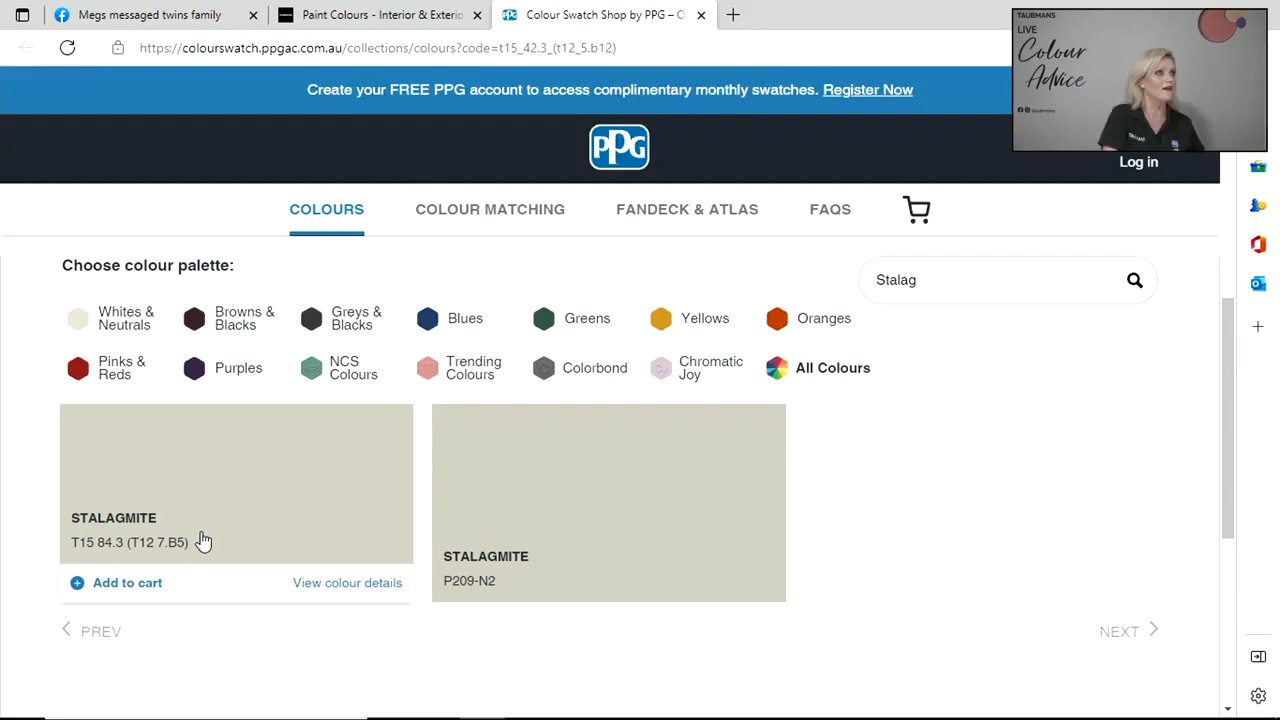 Megs messaged twins family
Paint Colours - Interior & Exterio
Colour Swatch Shop by PPG – O
https://colourswatch.ppgac.com.au/collections/colours?code=t15_42.3_(t12_5.b12)
TAUBMANS
LIVE
Colour
Advice
Create your FREE PPG account to access complimentary monthly swatches. Register Now
PPG
Log in
COLOURS
COLOUR MATCHING
FANDECK & ATLAS
FAQS
Choose colour palette:
Stalag
Whites & Neutrals
Browns & Blacks
Greys & Blacks
Blues
Greens
Yellows
Oranges
Pinks & Reds
Purples
NCS Colours
Trending Colours
Colorbond
Chromatic Joy
All Colours
STALAGMITE
T15 84.3 (T12 7.B5)
Add to cart
View colour details
STALAGMITE
P209-N2
PREV
NEXT